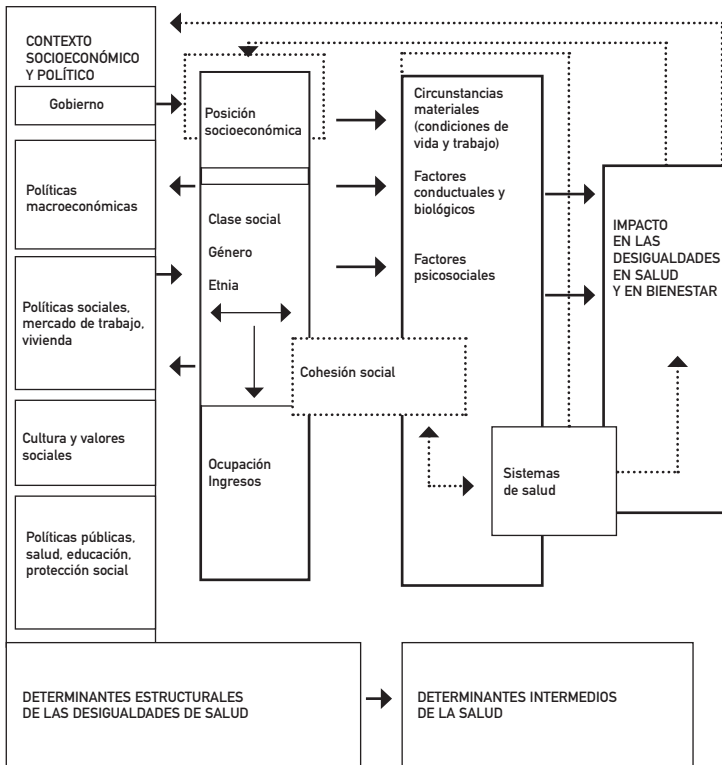 CONTEXTO
SOCIOECONÓMICO
Y POLÍTICO
Gobierno
Políticas
macroeconómicas
Políticas sociales,
mercado de trabajo,
vivienda
Cultura y valores
sociales
Políticas públicas,
salud, educación,
protección social
Posición
socioeconómica
Clase social
Género
Etnia
Ocupación
Ingresos
Cohesión social
Circunstancias
materiales
(condiciones de
vida y trabajo)
Factores
conductuales y
biológicos
Factores
psicosociales
Sistemas
de salud
IMPACTO
EN LAS
DESIGUALDADES
EN SALUD
Y EN BIENESTAR
DETERMINANTES ESTRUCTURALES
DE LAS DESIGUALDADES DE SALUD
DETERMINANTES INTERMEDIOS
DE LA SALUD